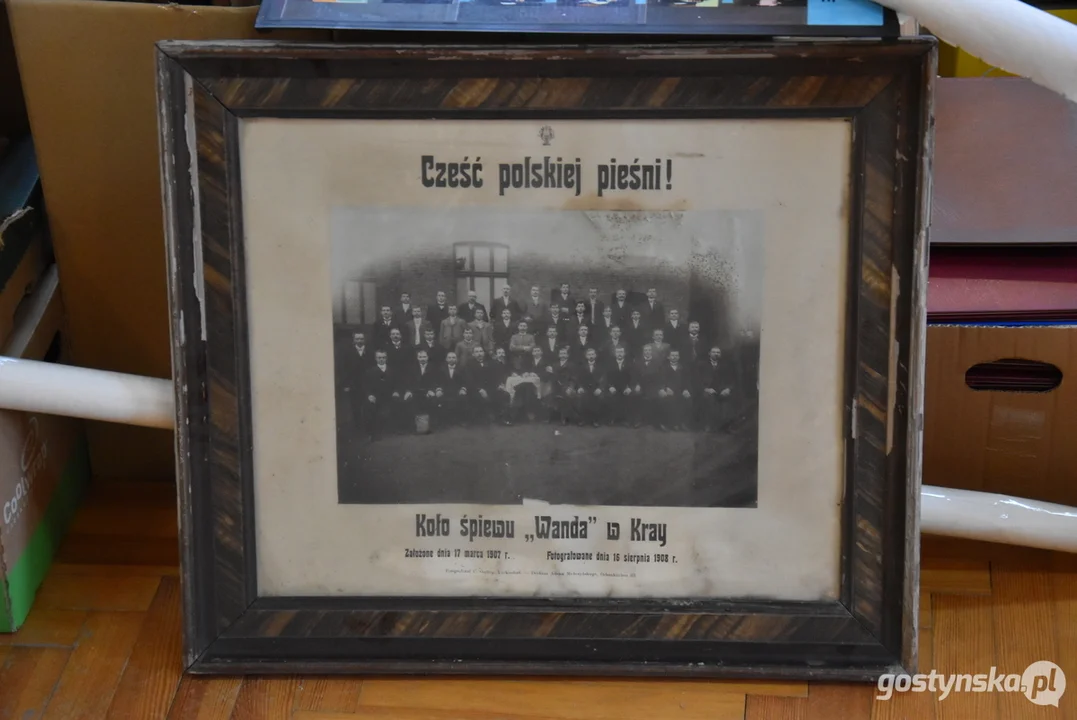 Cześć polskiej pieśni!
Koło śpiewu „Wanda” w Kray
Założone dnia 17 marca 1907 r. Fotografowane dnia 16 sierpnia 1908 r.
gostynska.pl